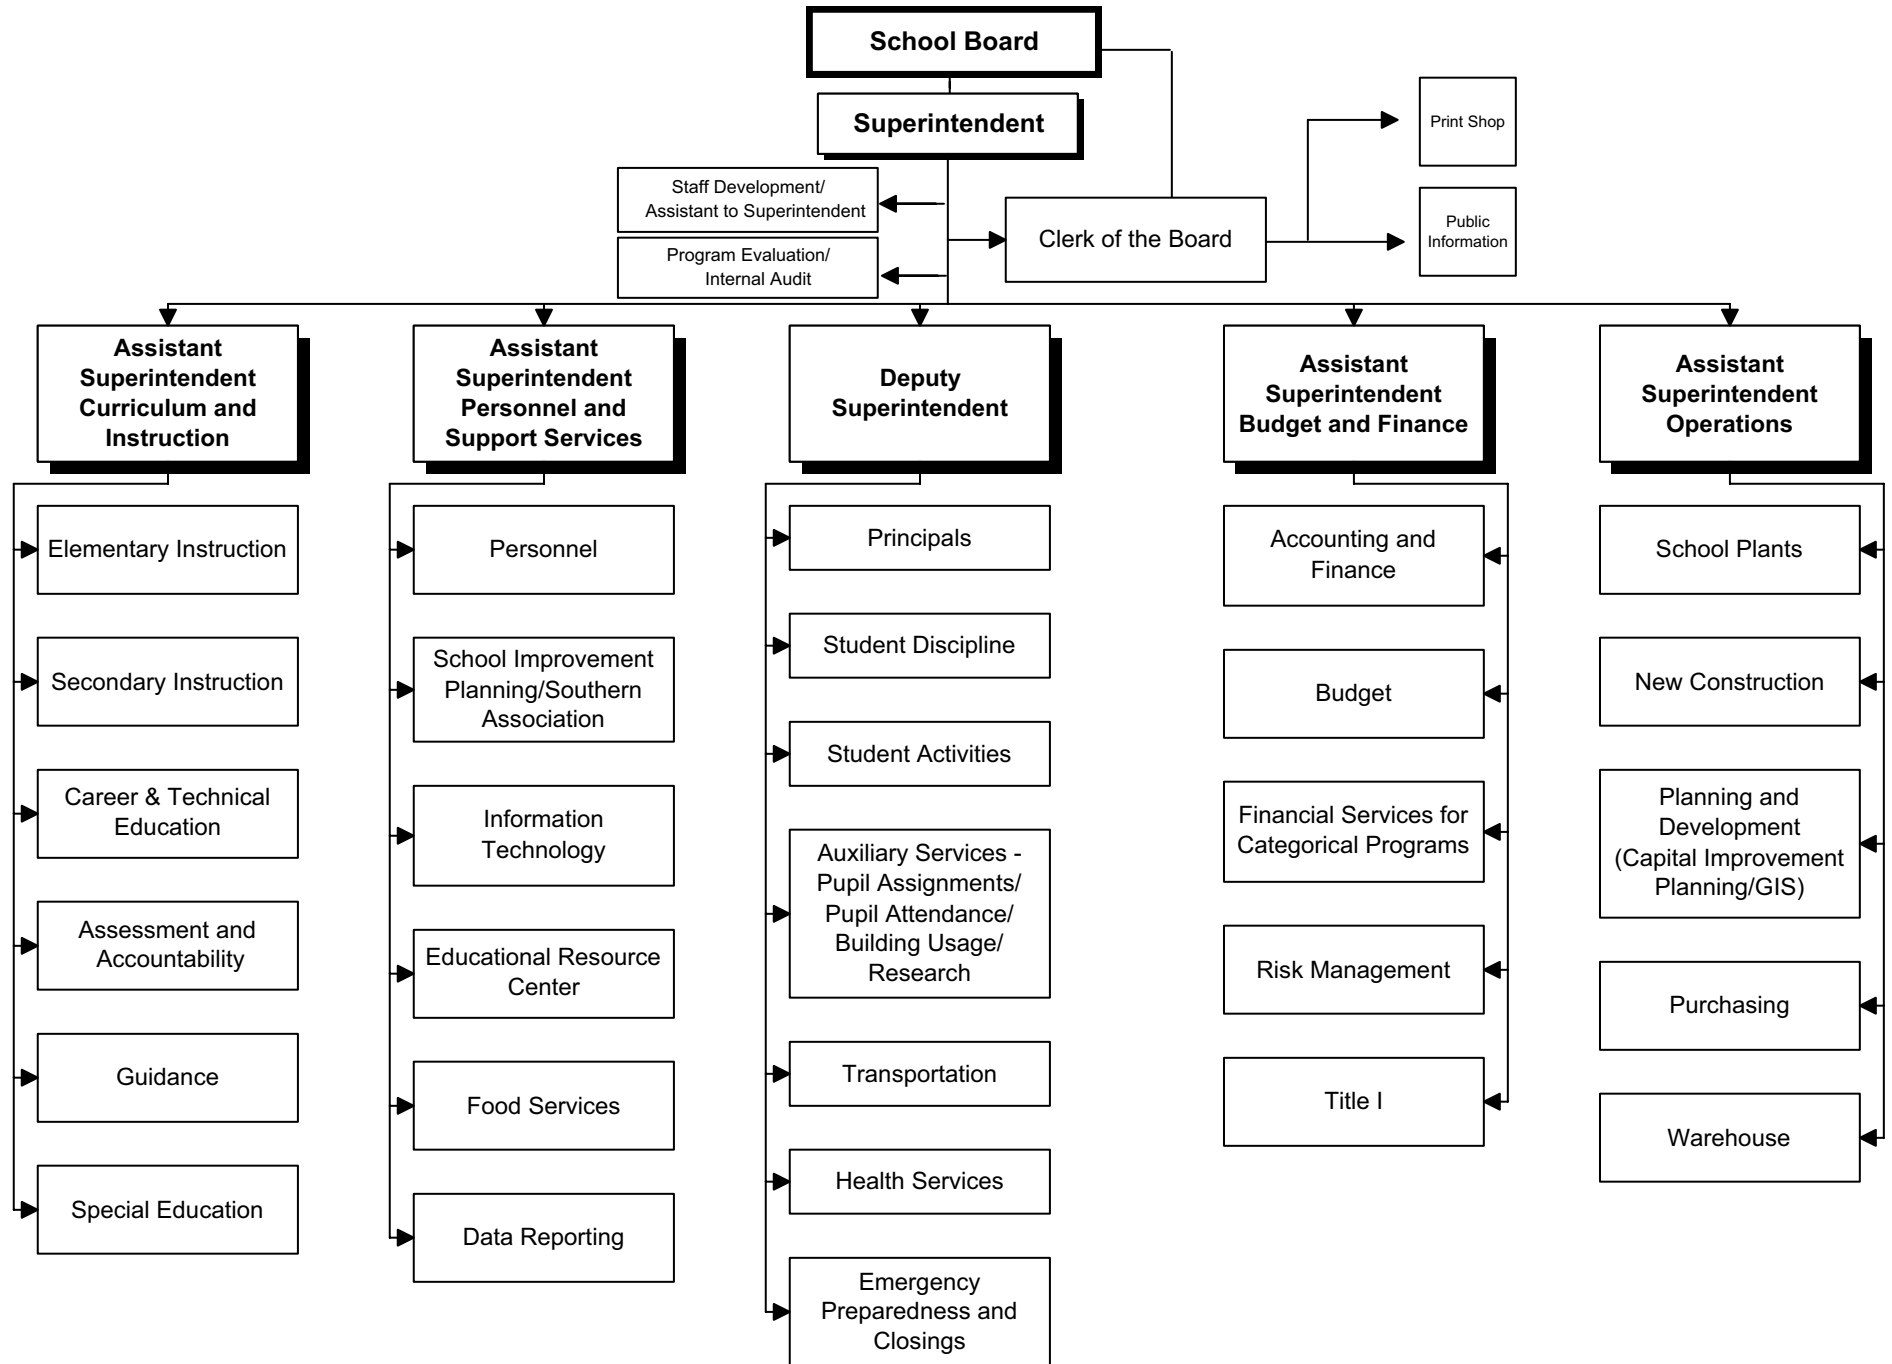 School Board
Superintendent
Print Shop
Staff Development/
Assistant to Superintendent
Clerk of the Board
Public
Information
Program Evaluation/
Internal Audit
Assistant
Superintendent
Curriculum and
Instruction
Assistant
Superintendent
Personnel and
Support Services
Deputy
Superintendent
Assistant
Superintendent
Budget and Finance
Assistant
Superintendent
Operations
Elementary Instruction
Secondary Instruction
Career & Technical
Education
Assessment and
Accountability
Guidance
Special Education
Personnel
School Improvement
Planning/Southern
Association
Information
Technology
Educational Resource
Center
Food Services
Data Reporting
Principals
Student Discipline
Student Activities
Auxiliary Services -
Pupil Assignments/
Pupil Attendance/
Building Usage/
Research
Transportation
Health Services
Emergency
Preparedness and
Closings
Accounting and
Finance
Budget
Financial Services for
Categorical Programs
Risk Management
Title I
School Plants
New Construction
Planning and
Development
(Capital Improvement
Planning/GIS)
Purchasing
Warehouse